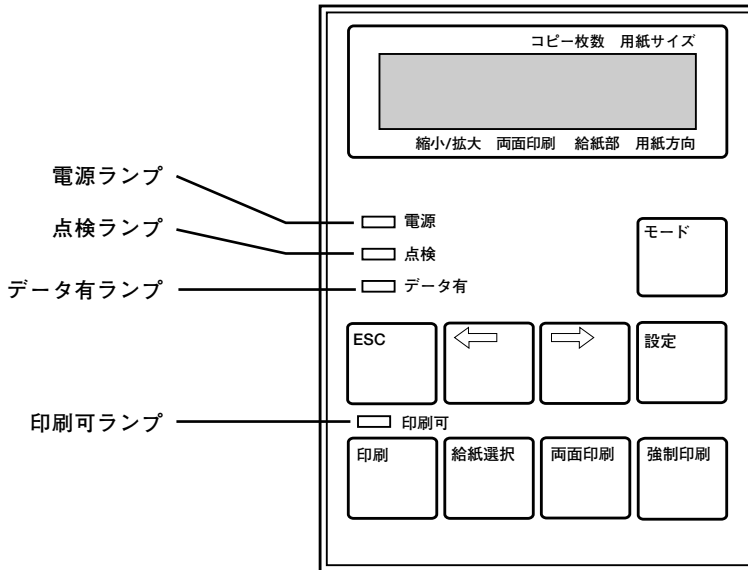 コピー枚数 用紙サイズ
縮小/拡大 両面印刷 給紙部 用紙方向
電源ランプ
電源
点検ランプ
点検
データ有ランプ
データ有
モード
ESC
設定
印刷可ランプ
印刷可
印刷
給紙選択
両面印刷
強制印刷